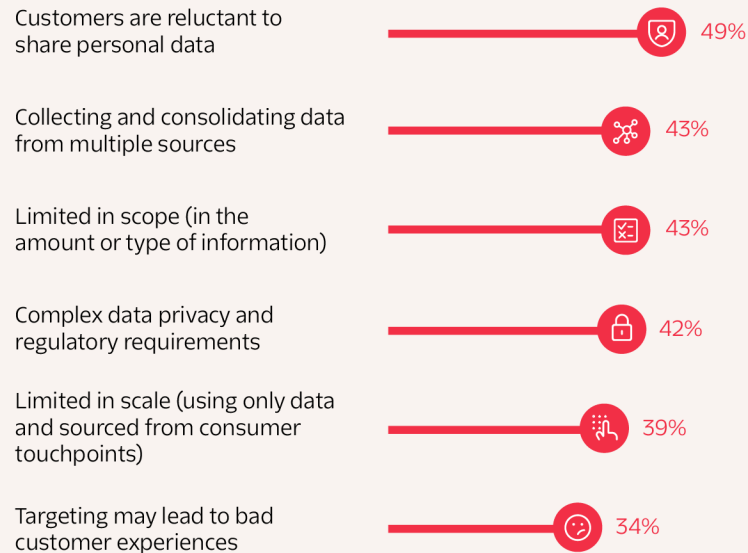 Customers are reluctant to
share personal data
49%
Collecting and consolidating data
from multiple sources
43%
Limited in scope (in the
amount or type of information)
43%
Complex data privacy and
regulatory requirements
42%
Limited in scale (using only data
and sourced from consumer
touchpoints)
39%
Targeting may lead to bad
customer experiences
34%